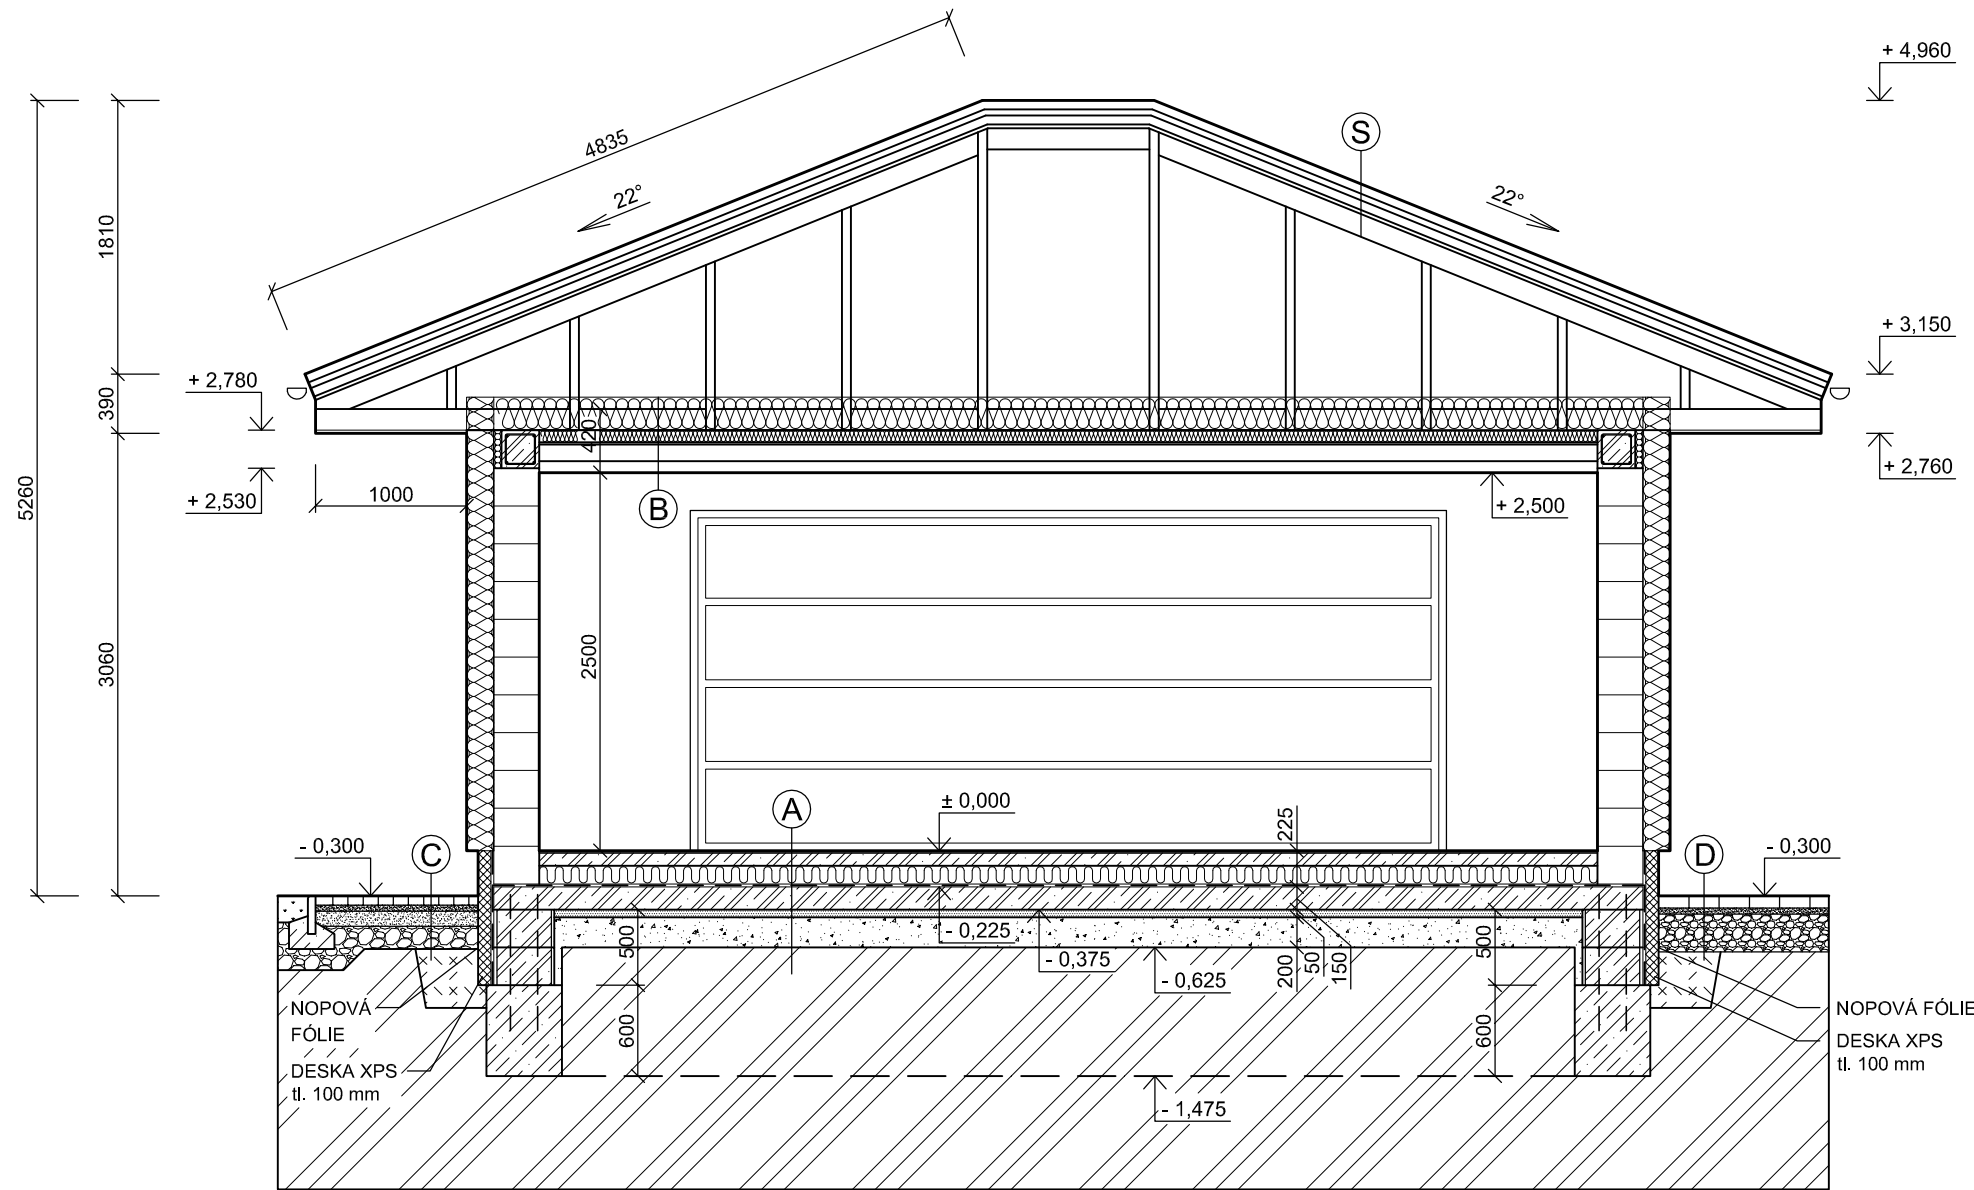 + 4,960
4835
S
22°
22°
1810
+ 3,150
+ 2,780
390
420
+ 2,760
1000
+ 2,530
B
+ 2,500
5260
3060
2500
A
± 0,000
225
- 0,300
C
D
- 0,300
- 0,225
500
- 0,375
200
50
150
500
- 0,625
NOPOVÁ
FÓLIE
NOPOVÁ FÓLIE
600
600
DESKA XPS
tl. 100 mm
DESKA XPS
tl. 100 mm
- 1,475